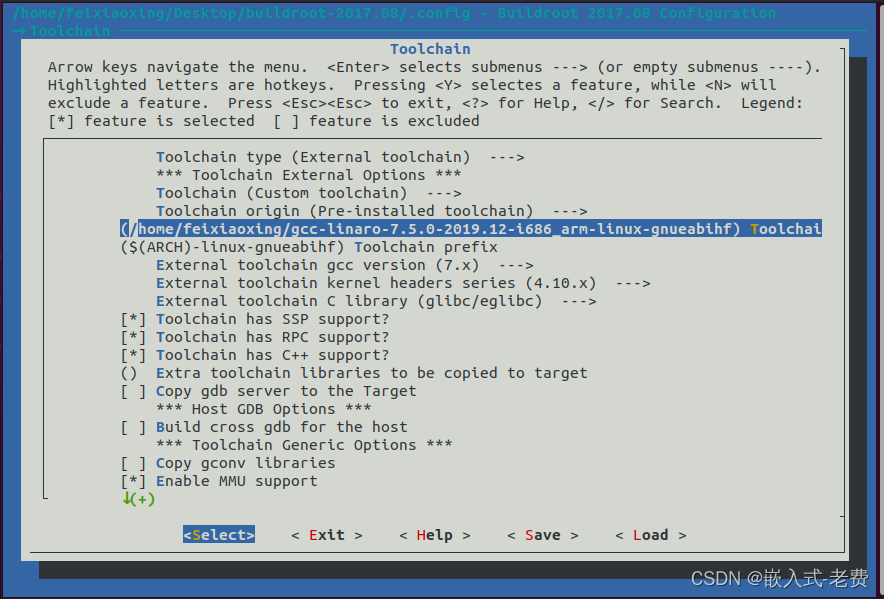 /home/feixiaoxing/Desktop/buildroot-2017.08/.config - Buildroot 2017.08 Configuration
→ Toolchain
Toolchain
Arrow keys navigate the menu.  <Enter> selects submenus ---> (or empty submenus ----).
Highlighted letters are hotkeys.  Pressing <Y> selectes a feature, while <N> will
exclude a feature.  Press <Esc><Esc> to exit, <?> for Help, </> for Search.  Legend:
[*] feature is selected  [ ] feature is excluded
Toolchain type (External toolchain)  --->
*** Toolchain External Options ***
Toolchain (Custom toolchain)  --->
Toolchain origin (Pre-installed toolchain)  --->
(/home/feixiaoxing/gcc-linaro-7.5.0-2019.12-i686_arm-linux-gnueabihf) Toolchai
($(ARCH)-linux-gnueabihf) Toolchain prefix
External toolchain gcc version (7.x)  --->
External toolchain kernel headers series (4.10.x)  --->
External toolchain C library (glibc/eglibc)  --->
[*] Toolchain has SSP support?
[*] Toolchain has RPC support?
[*] Toolchain has C++ support?
()  Extra toolchain libraries to be copied to target
[ ] Copy gdb server to the Target
*** Host GDB Options ***
[ ] Build cross gdb for the host
*** Toolchain Generic Options ***
[ ] Copy gconv libraries
[*] Enable MMU support
↓(+)
<Select>    < Exit >    < Help >    < Save >    < Load >
CSDN @嵌入式-老费